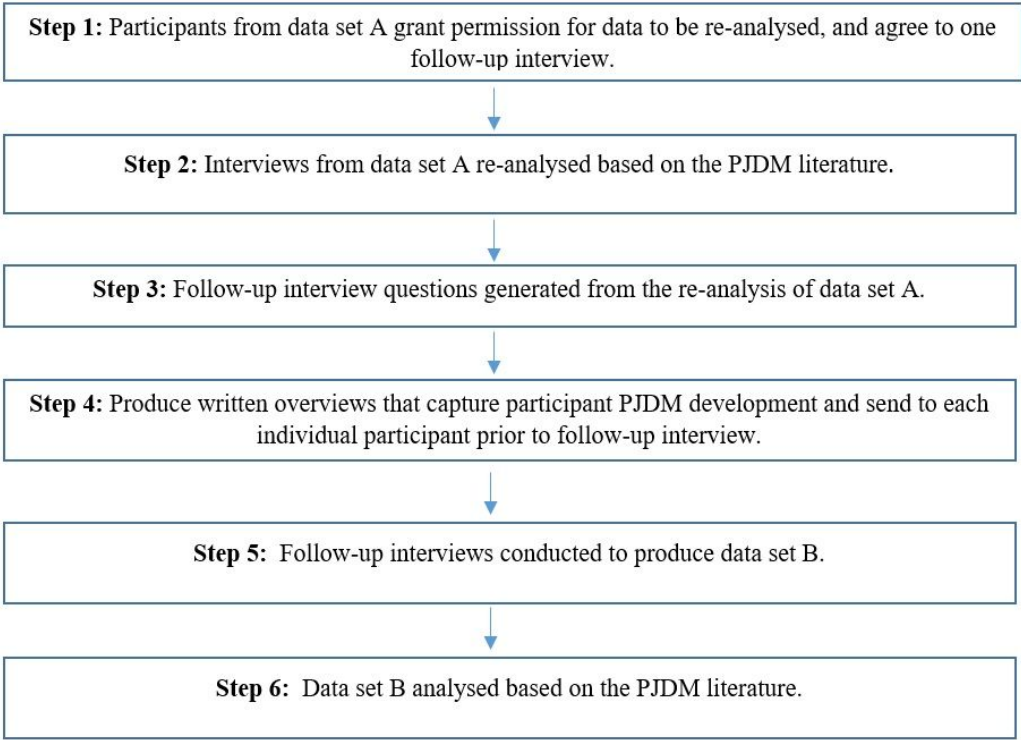 Step 1: Participants from data set A grant permission for data to be re-analysed, and agree to one
follow-up interview.
Step 2: Interviews from data set A re-analysed based on the PJDM literature.
Step 3: Follow-up interview questions generated from the re-analysis of data set A.
Step 4: Produce written overviews that capture participant PJDM development and send to each
individual participant prior to follow-up interview.
Step 5: Follow-up interviews conducted to produce data set B.
Step 6: Data set B analysed based on the PJDM literature.